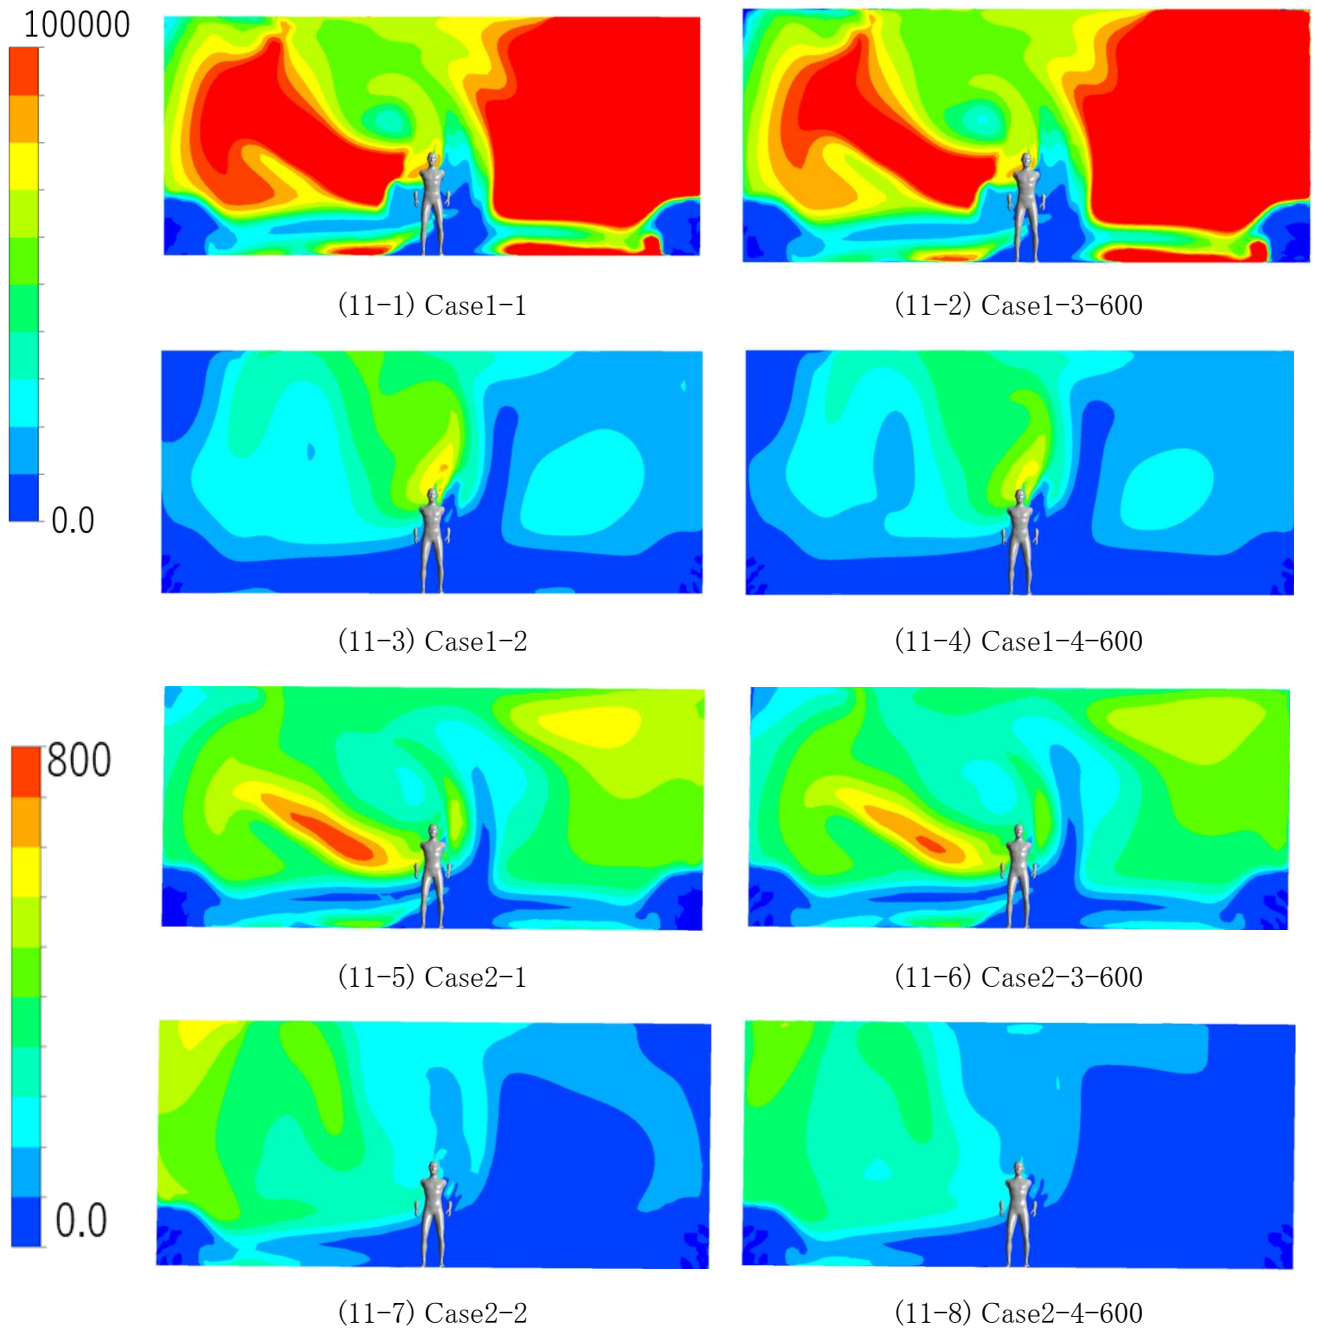 100000
0.0
(11-1) Case1-1
(11-2) Case1-3-600
(11-3) Case1-2
(11-4) Case1-4-600
800
0.0
(11-5) Case2-1
(11-6) Case2-3-600
(11-7) Case2-2
(11-8) Case2-4-600